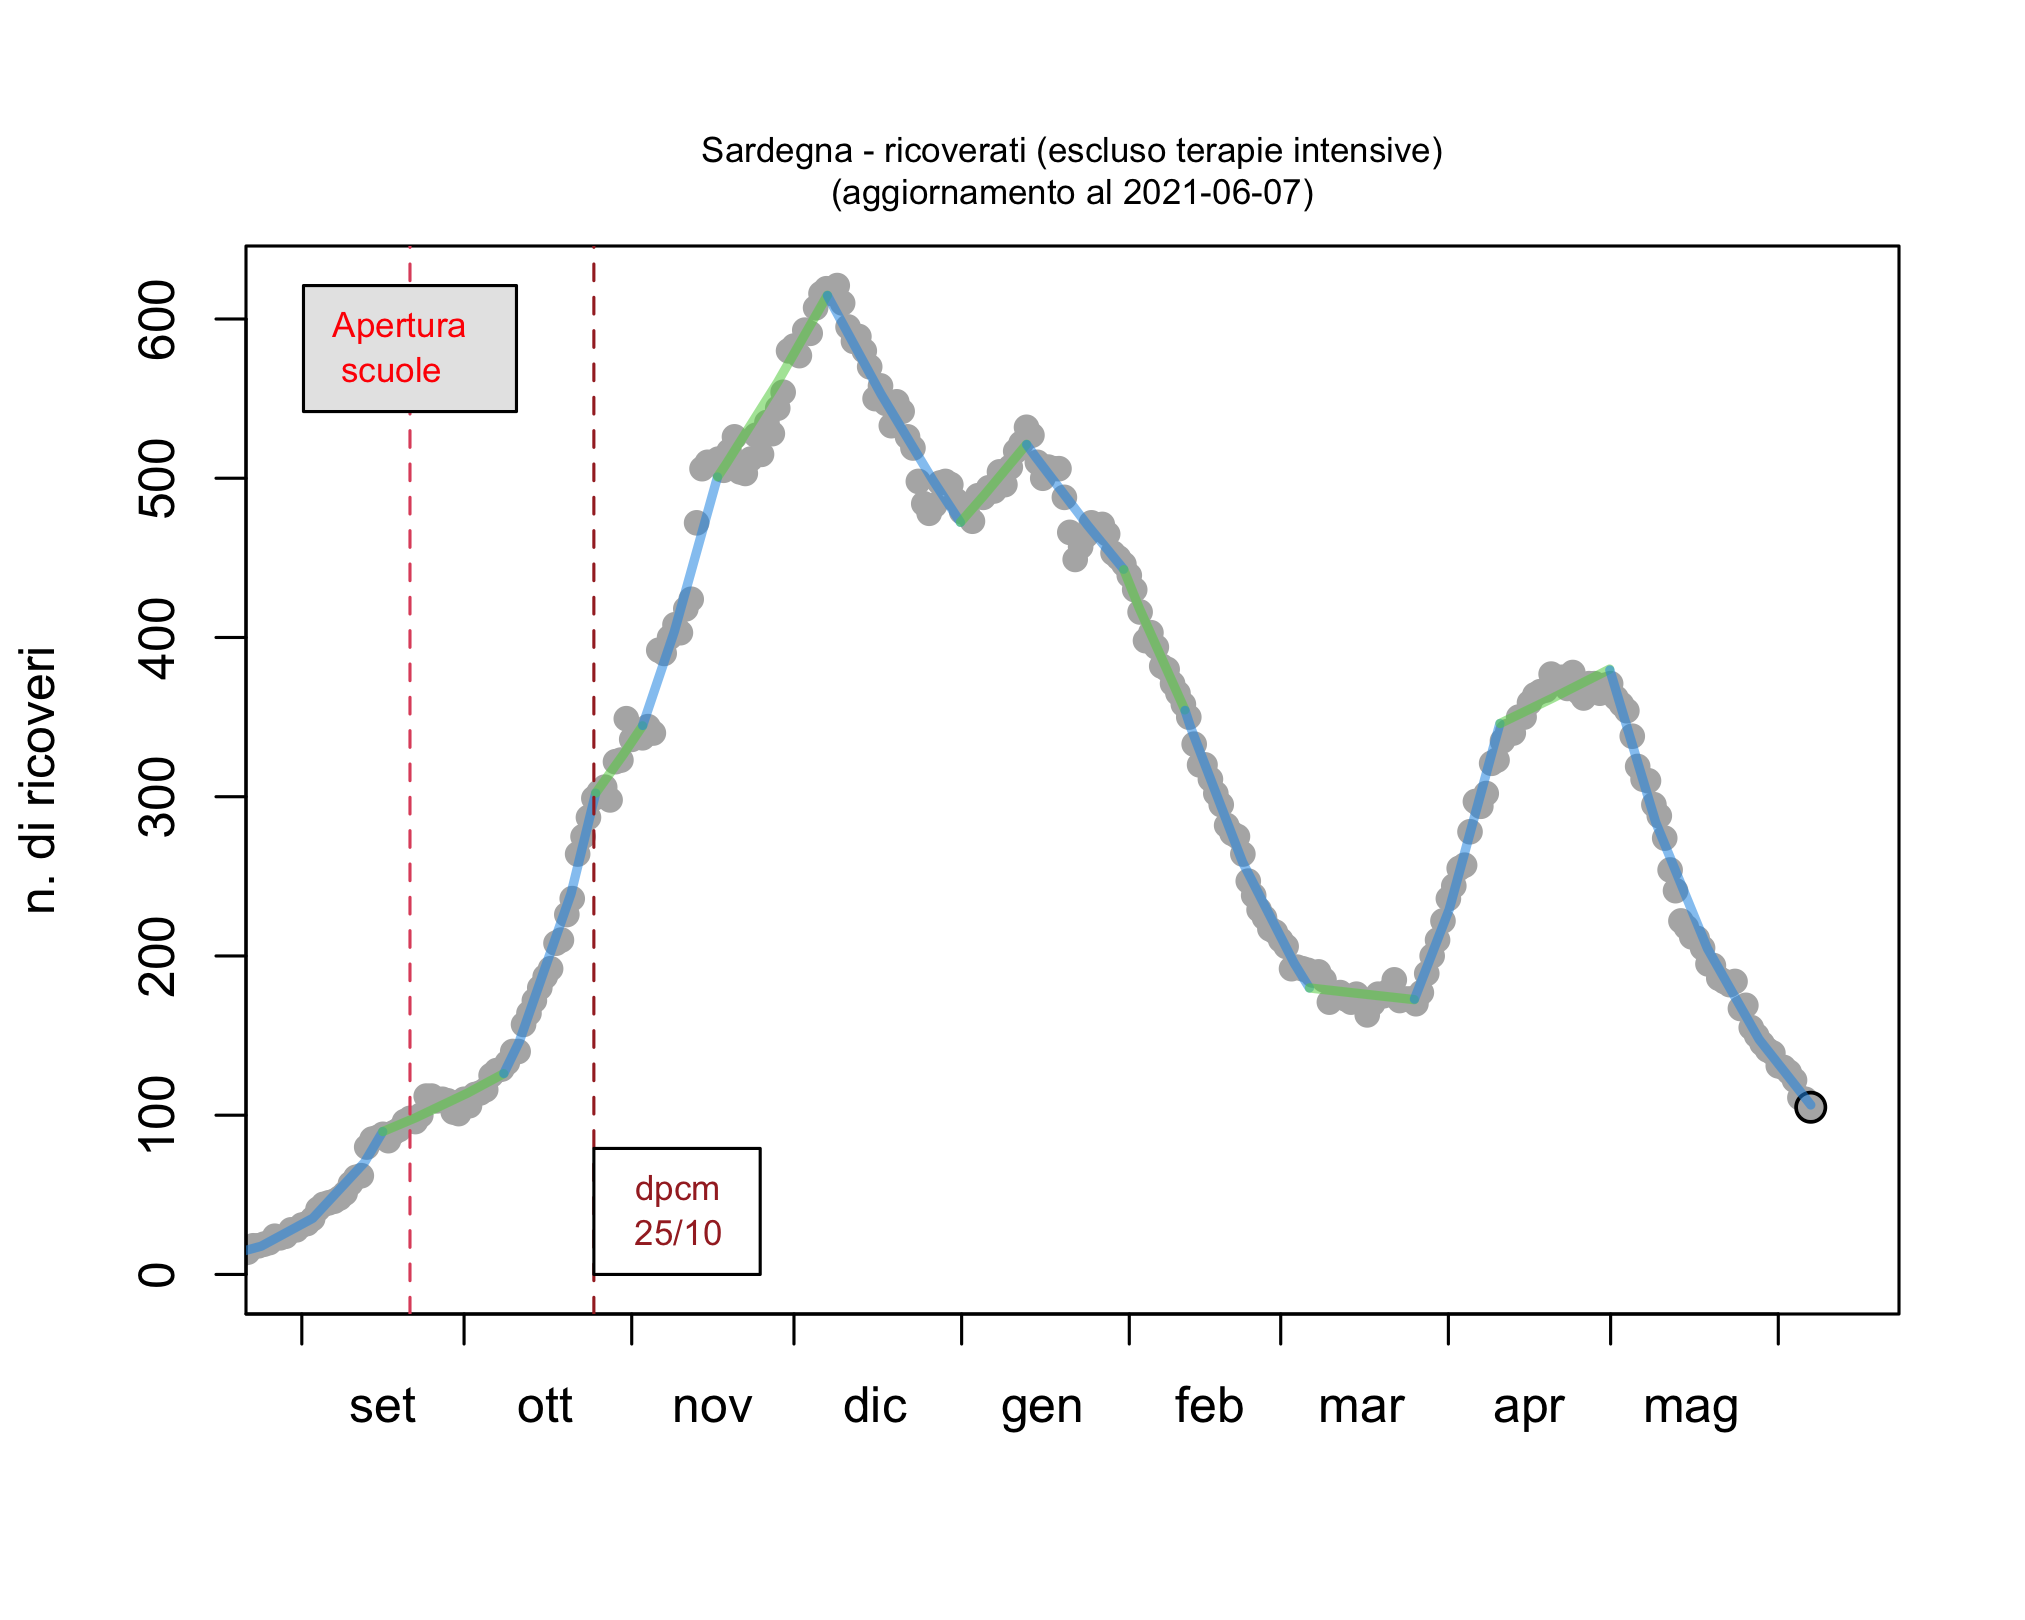 Sardegna - ricoverati (escluso terapie intensive)
(aggiornamento al 2021-06-07)
n. di ricoveri
600
500
400
300
200
100
0
Apertura
scuole
dpcm
25/10
set ott nov dic gen feb mar apr mag